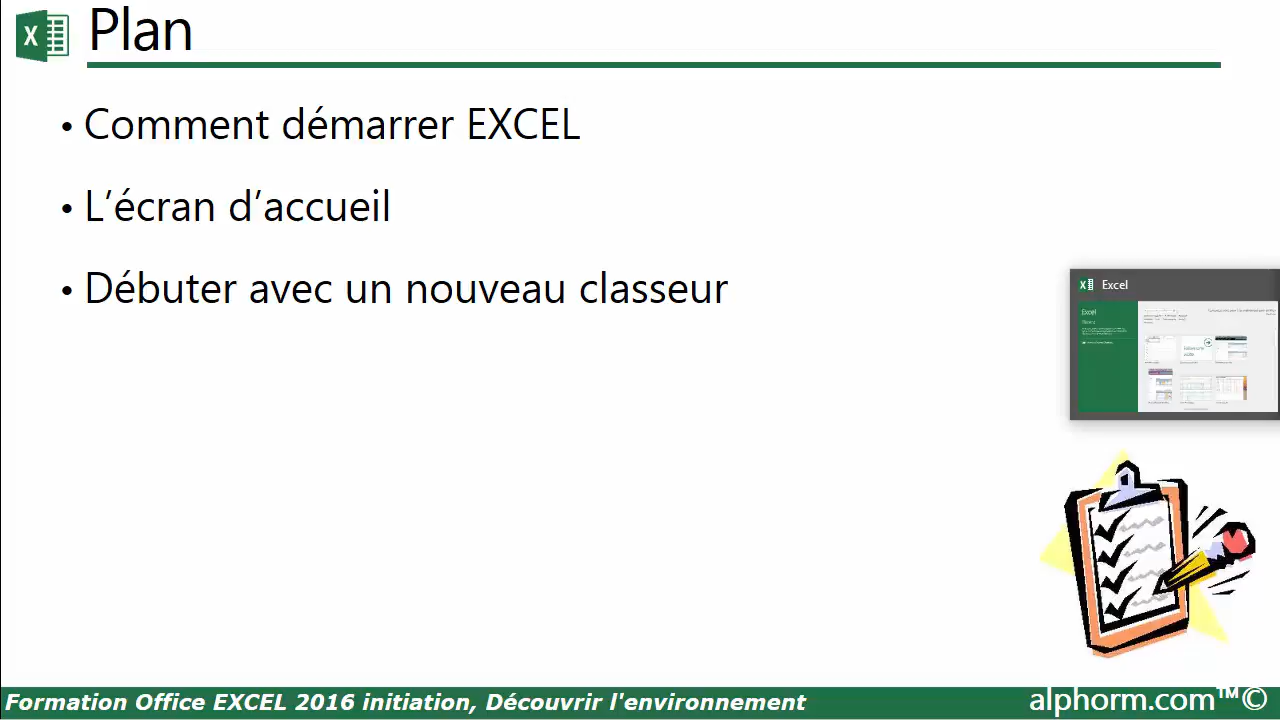 Plan
• Comment démarrer EXCEL
• L’écran d’accueil
• Débuter avec un nouveau classeur
Excel
Excel
Formation Office EXCEL 2016 initiation, Découvrir l'environnement
alphorm.com™©